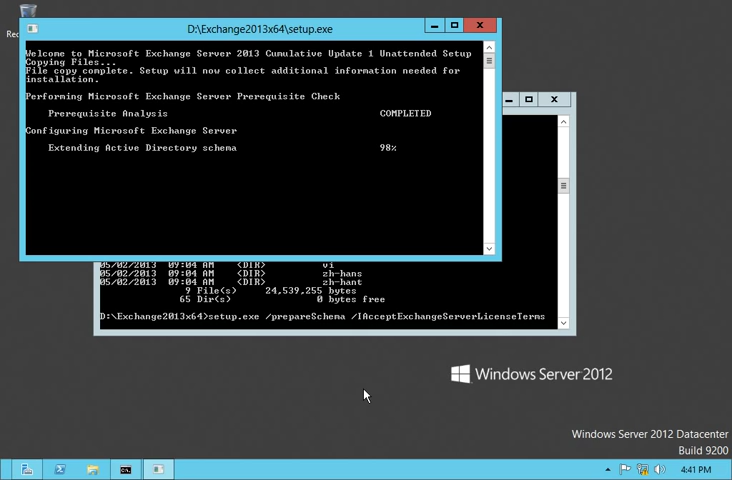 Rec
D:\Exchange2013x64\setup.exe
Welcome to Microsoft Exchange Server 2013 Cumulative Update 1 Unattended Setup
Copying Files...
File copy complete. Setup will now collect additional information needed for
installation.
Performing Microsoft Exchange Server Prerequisite Check
Prerequisite Analysis COMPLETED
Configuring Microsoft Exchange Server
Extending Active Directory schema 98%
05/02/2013 09:04 AM <DIR> vi
05/02/2013 09:04 AM <DIR> zh-hans
05/02/2013 09:04 AM <DIR> zh-hant
9 File(s) 24,539,255 bytes
65 Dir(s) 0 bytes free
D:\Exchange2013x64>setup.exe /prepareSchema /IAcceptExchangeServerLicenseTerms
Windows Server 2012
Windows Server 2012 Datacenter
Build 9200
4:41 PM